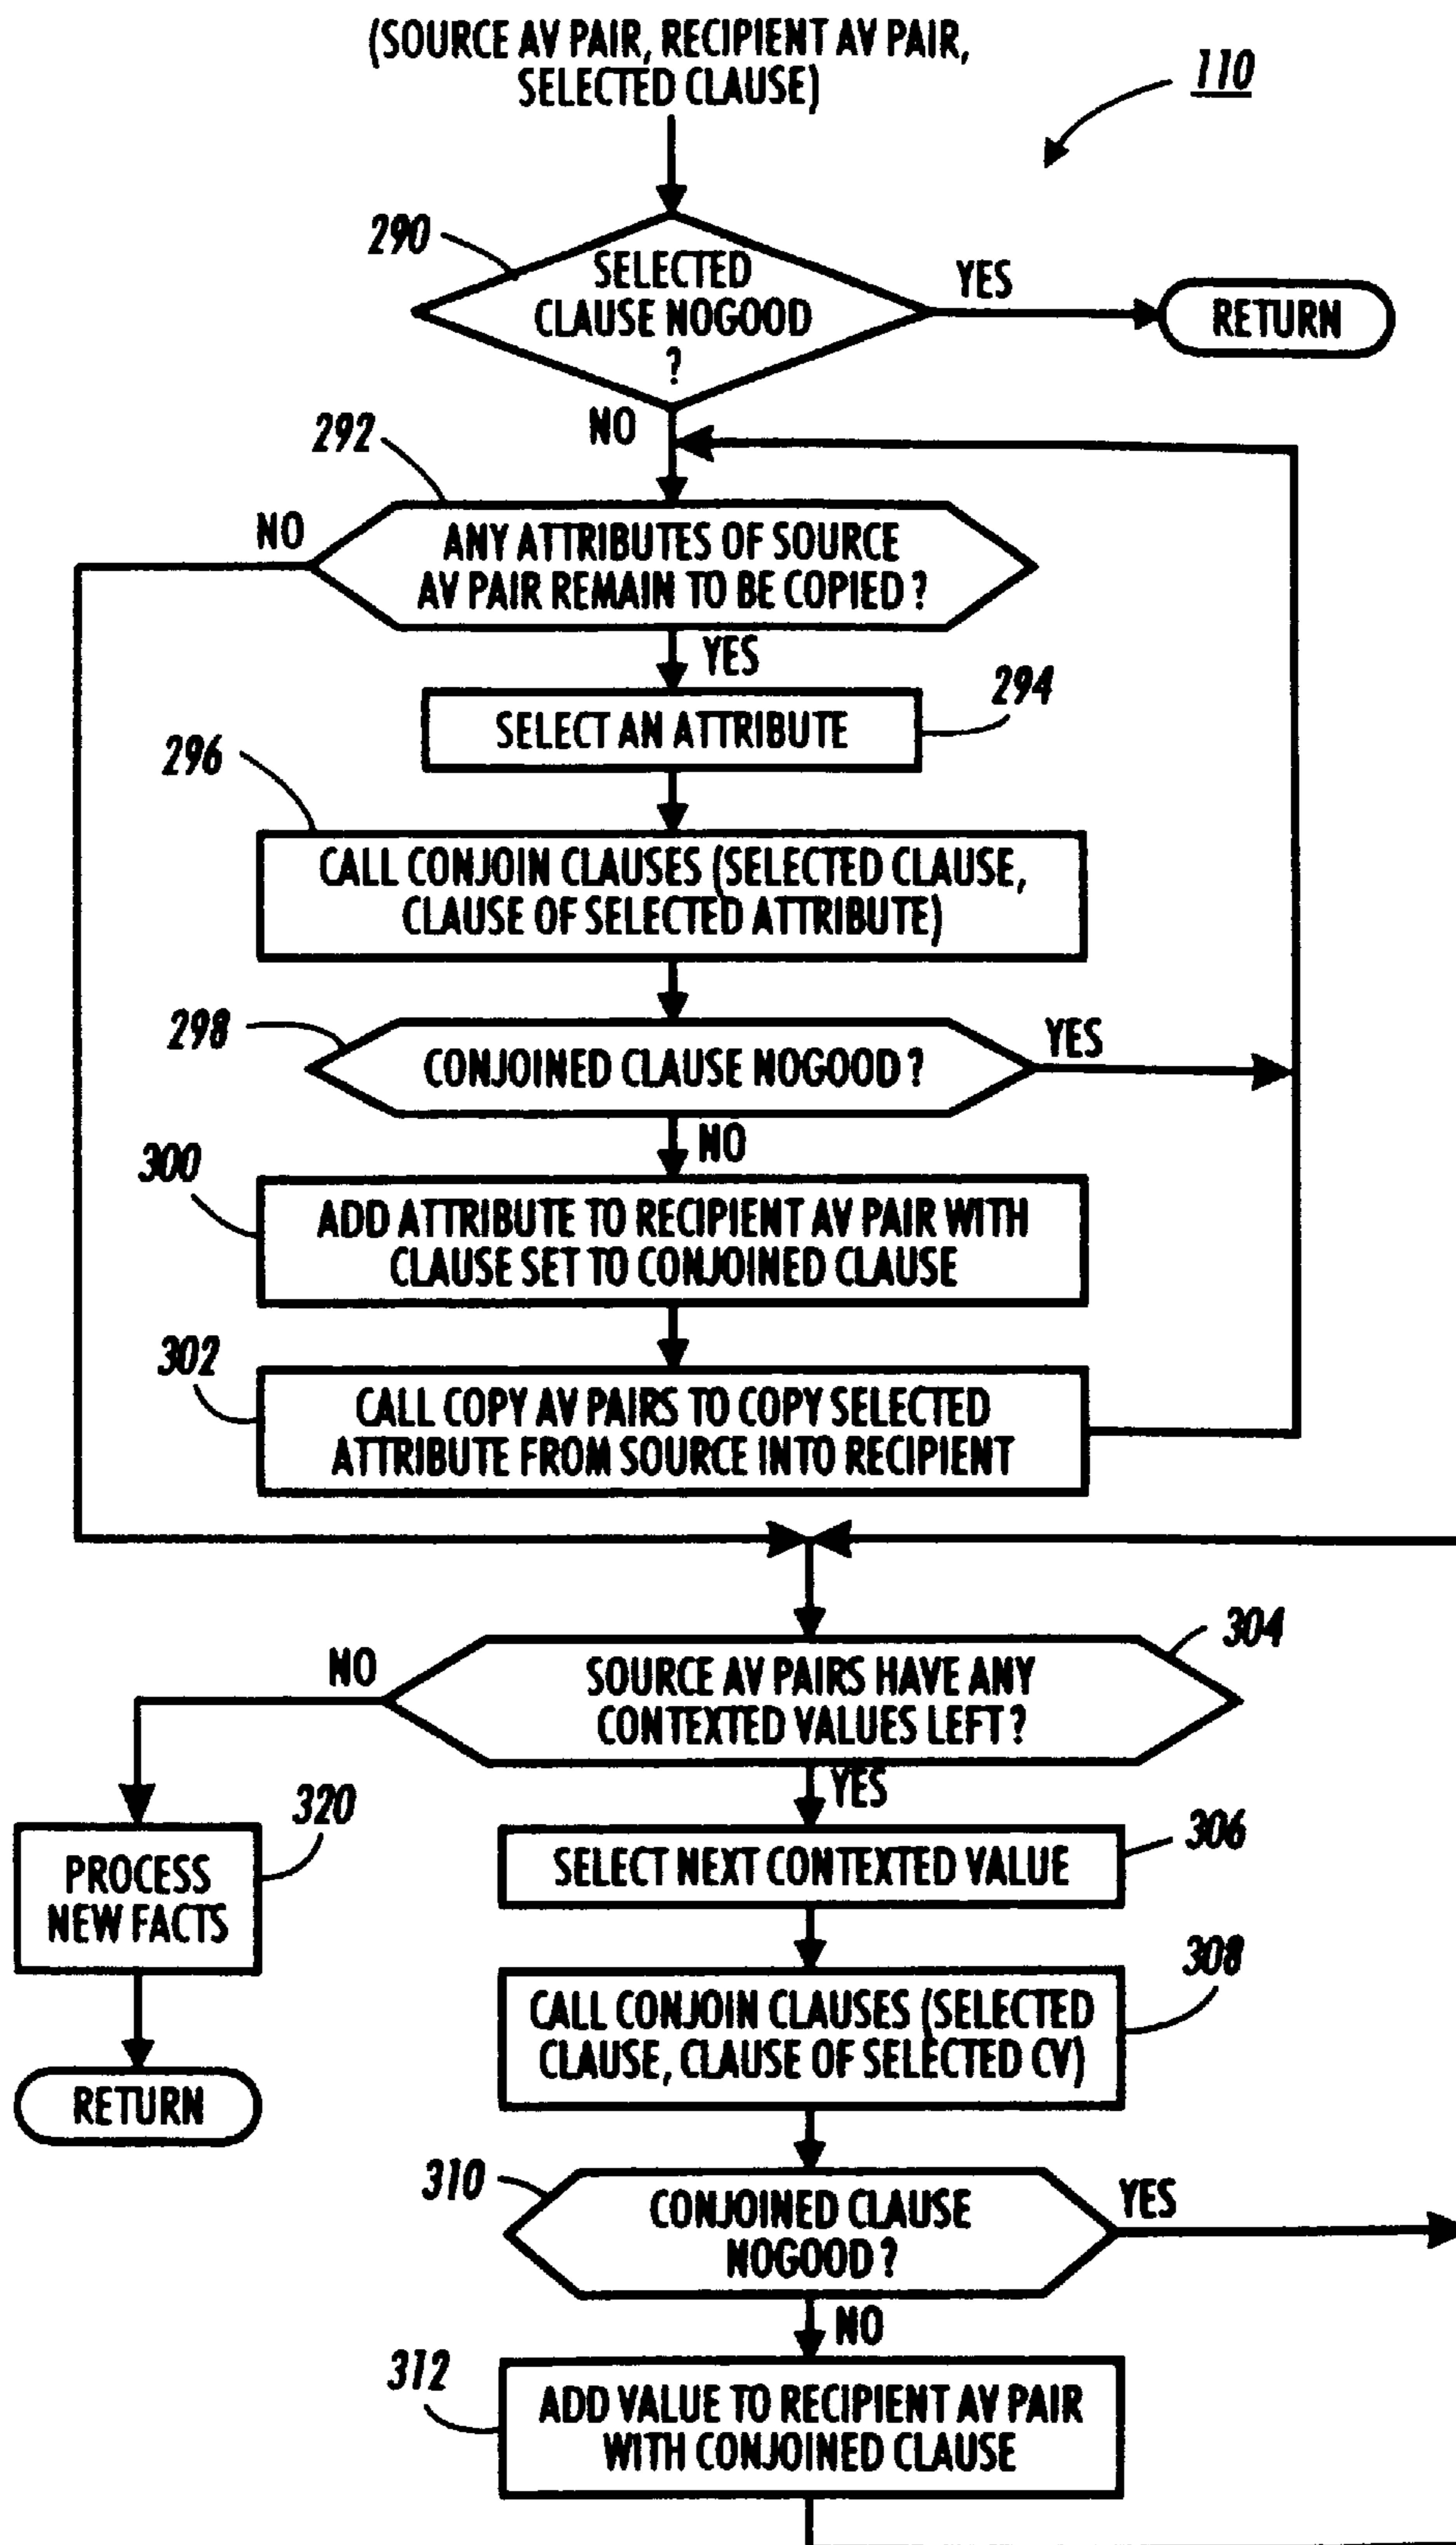 (SOURCE AV PAIR, RECIPIENT AV PAIR,
SELECTED CLAUSE)
110
290
SELECTED
CLAUSE NOGOOD
?
YES
RETURN
NO
292
NO
ANY ATTRIBUTES OF SOURCE
AV PAIR REMAIN TO BE COPIED ?
YES
294
SELECT AN ATTRIBUTE
296
CALL CONJOIN CLAUSES (SELECTED CLAUSE,
CLAUSE OF SELECTED ATTRIBUTE)
298
CONJOINED CLAUSE NOGOOD ?
YES
NO
300
ADD ATTRIBUTE TO RECIPIENT AV PAIR WITH
CLAUSE SET TO CONJOINED CLAUSE
302
CALL COPY AV PAIRS TO COPY SELECTED
ATTRIBUTE FROM SOURCE INTO RECIPIENT
304
NO
SOURCE AV PAIRS HAVE ANY
CONTEXTED VALUES LEFT ?
YES
320
PROCESS
NEW FACTS
RETURN
306
SELECT NEXT CONTEXTED VALUE
308
CALL CONJOIN CLAUSES (SELECTED
CLAUSE, CLAUSE OF SELECTED CV)
310
CONJOINED CLAUSE
NOGOOD ?
YES
NO
312
ADD VALUE TO RECIPIENT AV PAIR
WITH CONJOINED CLAUSE